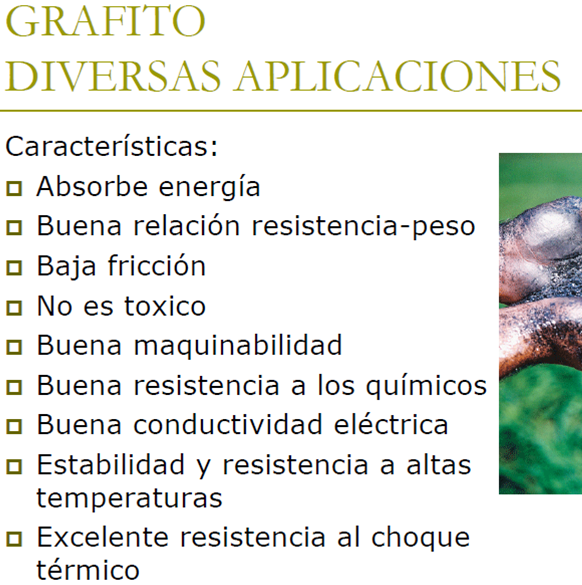 GRAFITO
DIVERSAS APLICACIONES
Características:
Absorbe energía
Buena relación resistencia-peso
Baja fricción
No es toxico
Buena maquinabilidad
Buena resistencia a los químicos
Buena conductividad eléctrica
Estabilidad y resistencia a altas
temperaturas
Excelente resistencia al choque
térmico